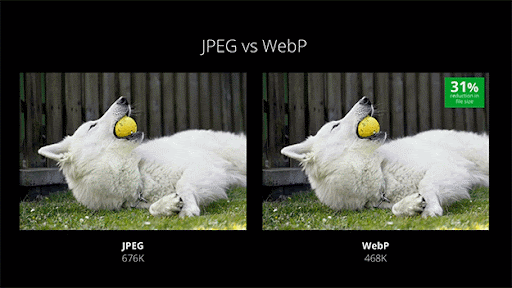 JPEG vs WebP
31%
reduction in
file size
JPEG
676K
WebP
468K